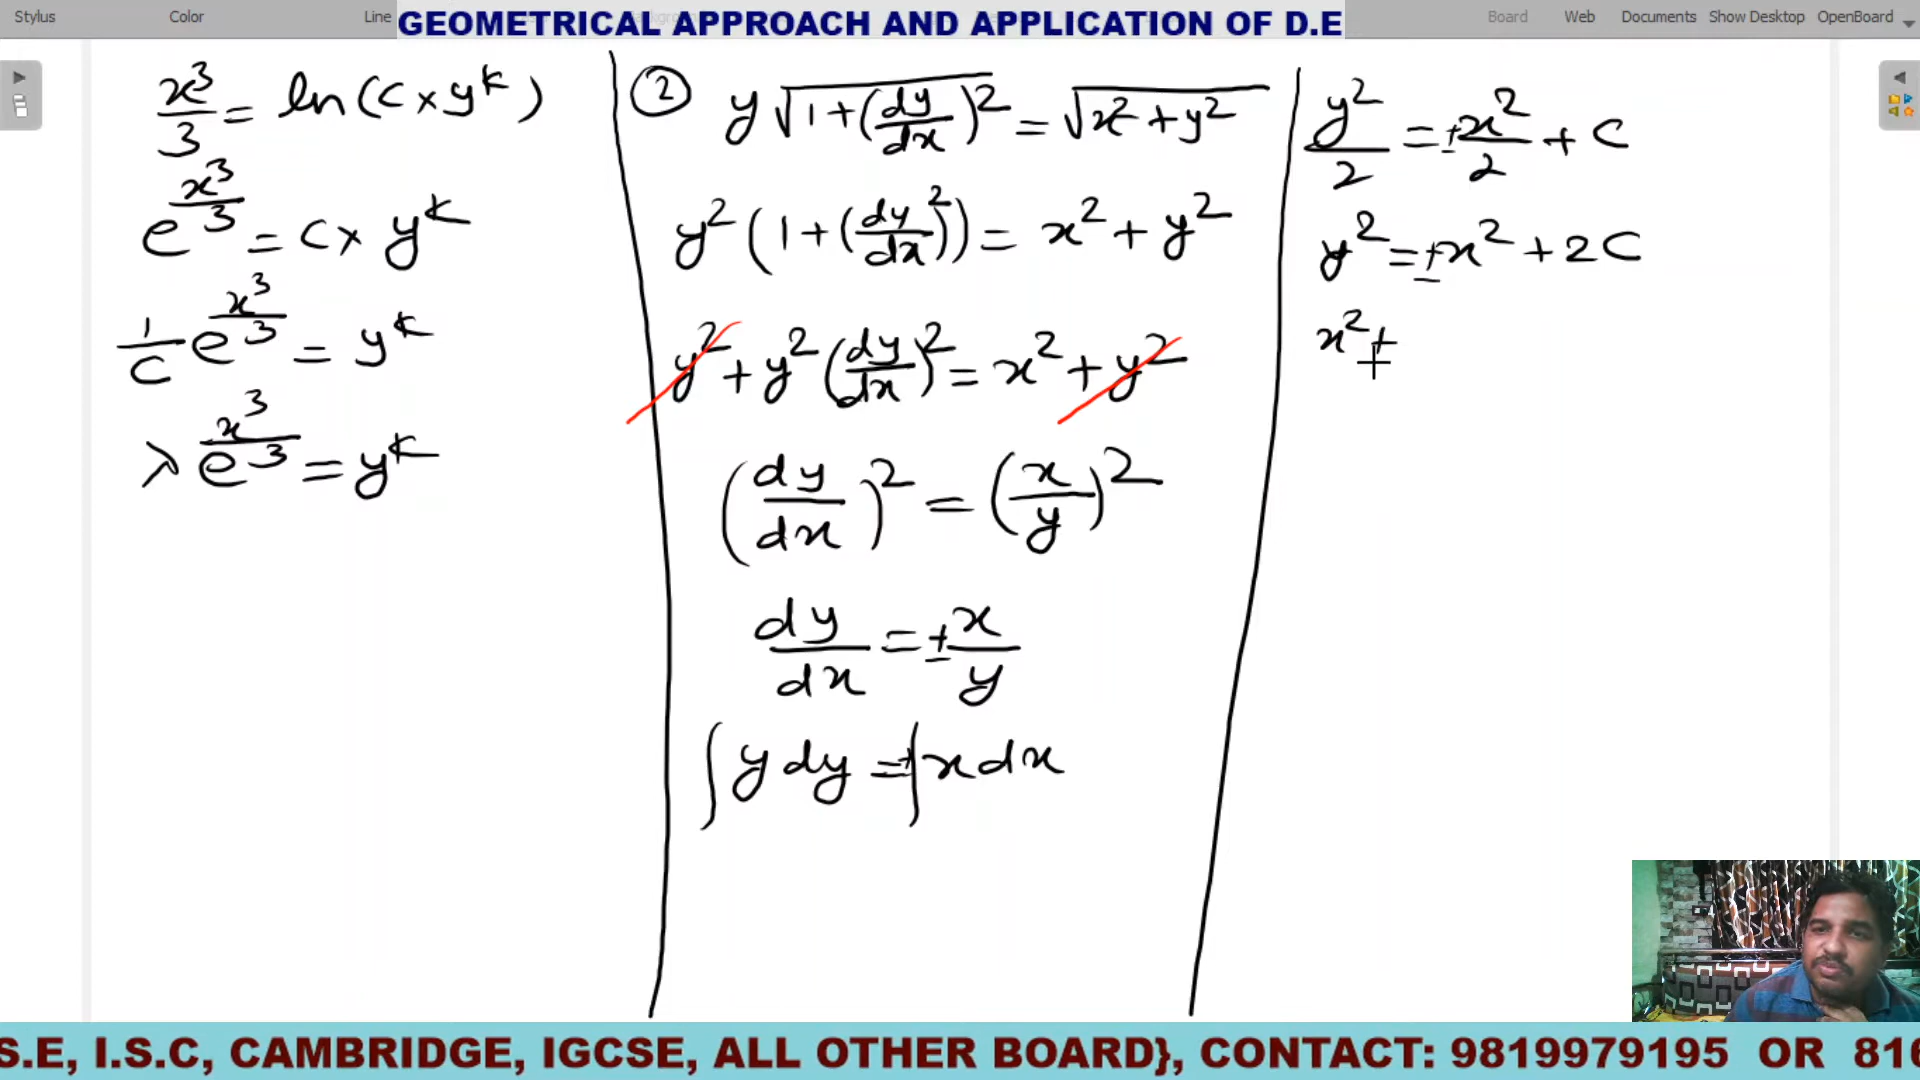 Stylus Color Line Board Web Documents Show Desktop OpenBoard
GEOMETRICAL APPROACH AND APPLICATION OF D.E
x³/3 = ln(c × y^k)
e^(x³/3) = c × y^k
1/c e^(x³/3) = y^k
λ e^(x³/3) = y^k
② y√(1+(dy/dx)²) = √(x²+y²)
y²(1+(dy/dx)²) = x²+y²
y²+y²(dy/dx)² = x²+y²
(dy/dx)² = (x/y)²
dy/dx = ± x/y
∫y dy = ±∫x dx
y²/2 = ± x²/2 + C
y² = ± x² + 2C
x² +
S.E, I.S.C, CAMBRIDGE, IGCSE, ALL OTHER BOARD}, CONTACT: 9819979195 OR 816